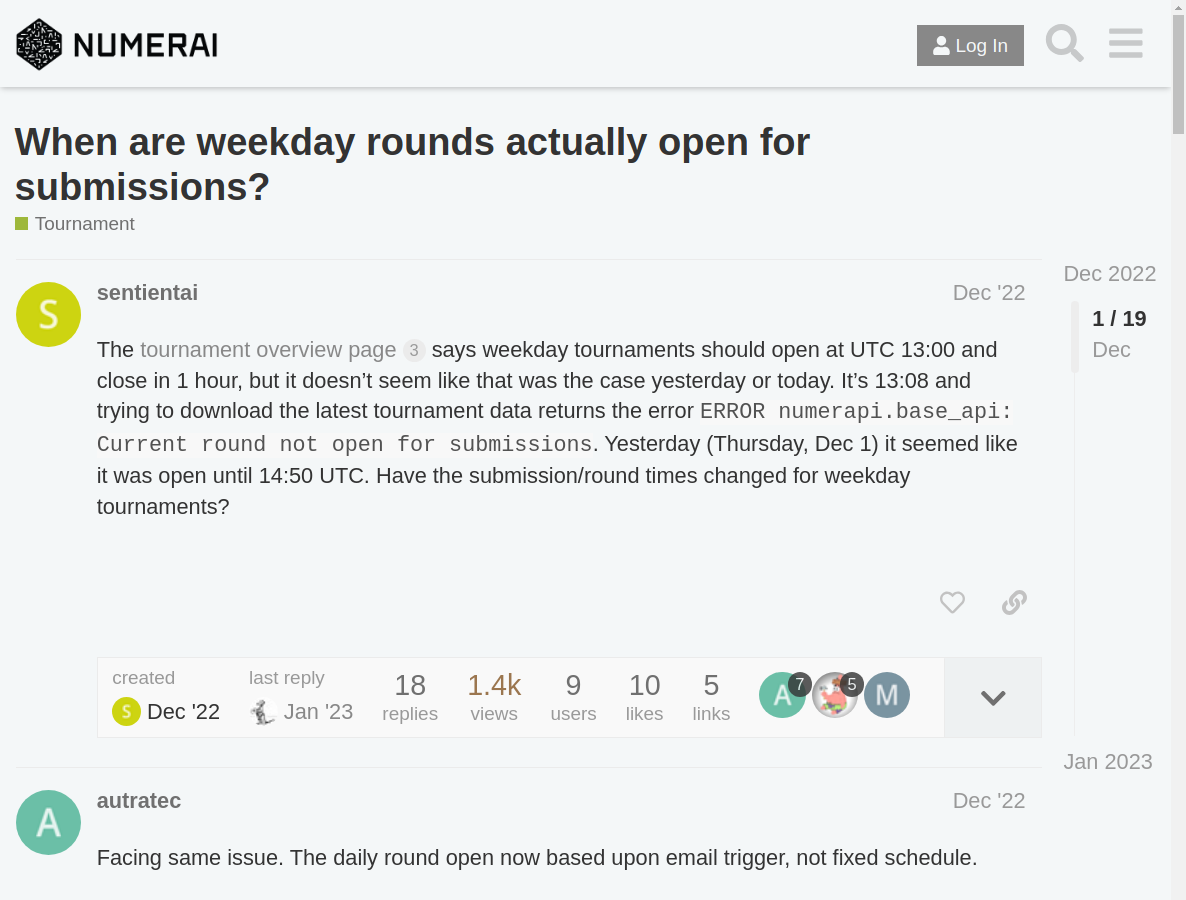 NUMERAI
Log In
When are weekday rounds actually open for
submissions?
Tournament
Dec 2022
1 / 19
Dec
Jan 2023
S
sentientai
Dec '22
The tournament overview page 3 says weekday tournaments should open at UTC 13:00 and
close in 1 hour, but it doesn’t seem like that was the case yesterday or today. It’s 13:08 and
trying to download the latest tournament data returns the error ERROR numerapi.base_api:
Current round not open for submissions. Yesterday (Thursday, Dec 1) it seemed like
it was open until 14:50 UTC. Have the submission/round times changed for weekday
tournaments?
created
S Dec '22
last reply
Jan '23
18
replies
1.4k
views
9
users
10
likes
5
links
A 7
5
M
A
autratec
Dec '22
Facing same issue. The daily round open now based upon email trigger, not fixed schedule.